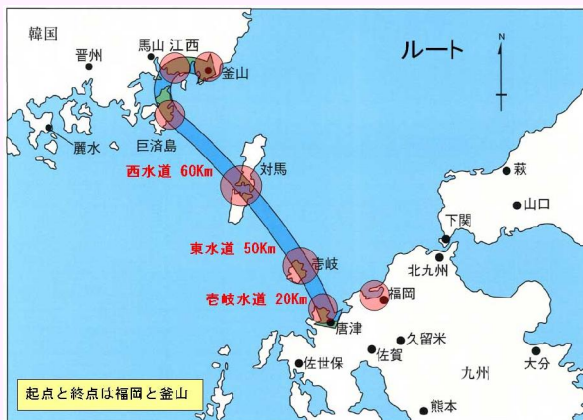 韓国
馬山 江西
ルート
N
晋州
釜山
麗水
巨済島
西水道 60Km
対馬
萩
山口
下関
東水道 50Km
壱岐
北九州
壱岐水道 20Km
福岡
唐津
久留米
佐世保
佐賀
九州
大分
起点と終点は福岡と釜山
熊本